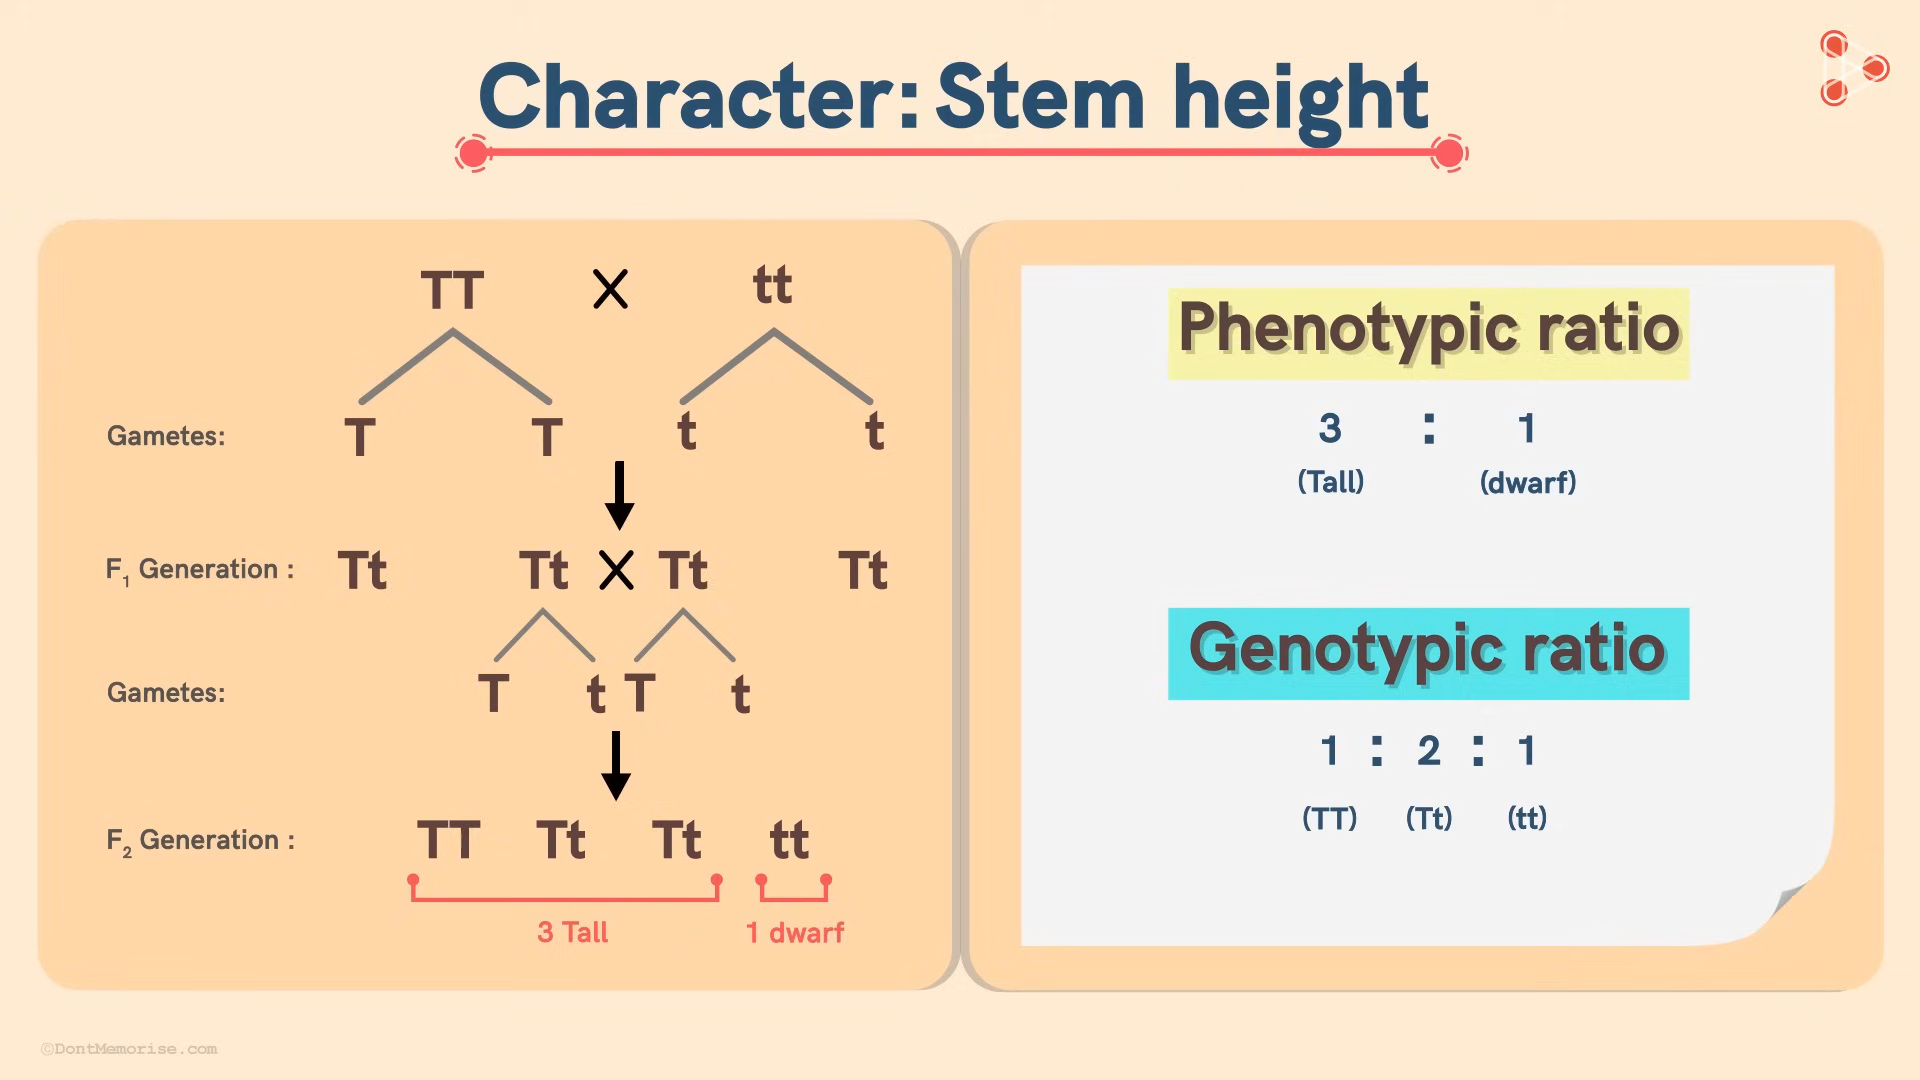 Character: Stem height
TT X tt
Gametes: T T t t
F₁ Generation : Tt Tt X Tt Tt
Gametes: T t T t
F₂ Generation : TT Tt Tt tt
3 Tall 1 dwarf
Phenotypic ratio
3 : 1
(Tall) (dwarf)
Genotypic ratio
1 : 2 : 1
(TT) (Tt) (tt)
©DontMemorise.com